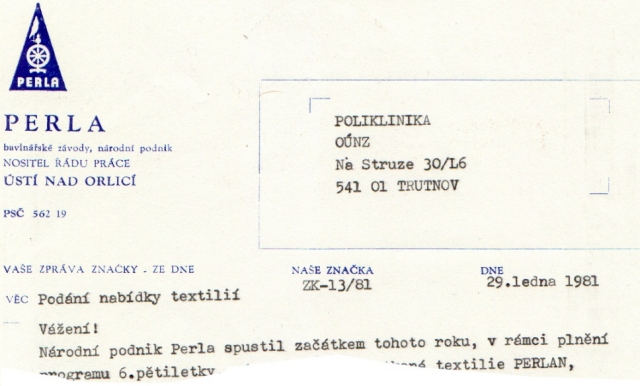 PERLA
PERLA
bavlnářské závody, národní podnik
NOSITEL ŘÁDU PRÁCE
ÚSTÍ NAD ORLICÍ
PSČ 562 19
POLIKLINIKA
OÚNZ
Na Struze 30/L6
541 01 TRUTNOV
VAŠE ZPRÁVA ZNAČKY - ZE DNE
NAŠE ZNAČKA
DNE
ZK-13/81
29.ledna 1981
VĚC Podání nabídky textilií
Vážení!
Národní podnik Perla spustil začátkem tohoto roku, v rámci plnění
programu 6.pětiletky textilie PERLAN,